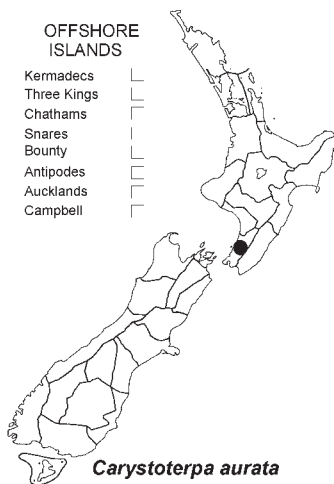 OFFSHORE
ISLANDS
Kermadecs
Three Kings
Chathams
Snares
Bounty
Antipodes
Aucklands
Campbell
Carystoterpa aurata